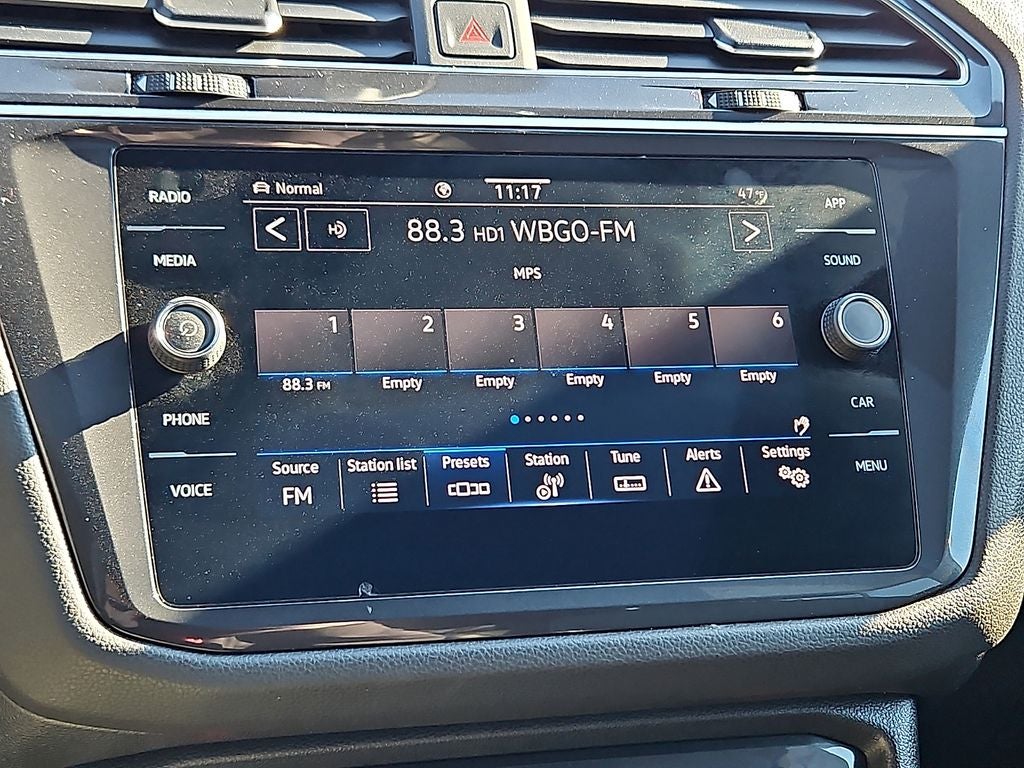 Normal
11:17
47 °F
RADIO
APP
88.3 HD1 WBGO-FM
MEDIA
SOUND
MPS
1 2 3 4 5 6
88.3 FM Empty Empty Empty Empty Empty
PHONE
CAR
Source Station list Presets Station Tune Alerts Settings
FM
VOICE
MENU